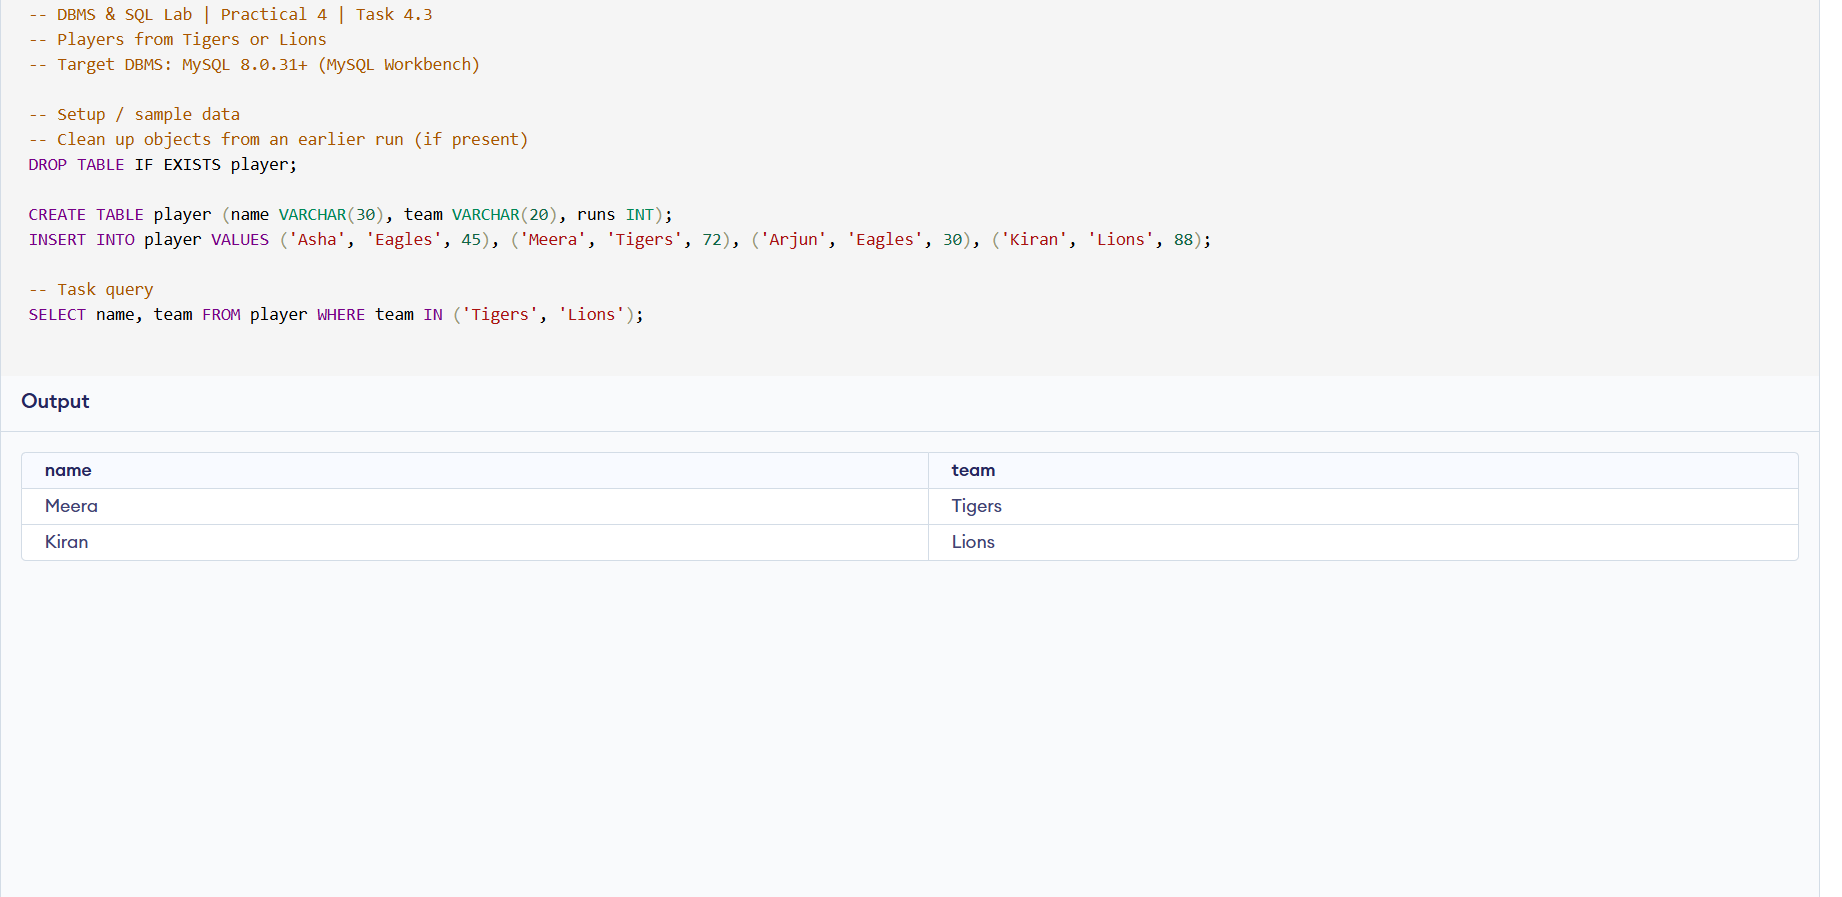 -- DBMS & SQL Lab | Practical 4 | Task 4.3
-- Players from Tigers or Lions
-- Target DBMS: MySQL 8.0.31+ (MySQL Workbench)
-- Setup / sample data
-- Clean up objects from an earlier run (if present)
DROP TABLE IF EXISTS player;
CREATE TABLE player (name VARCHAR(30), team VARCHAR(20), runs INT);
INSERT INTO player VALUES ('Asha', 'Eagles', 45), ('Meera', 'Tigers', 72), ('Arjun', 'Eagles', 30), ('Kiran', 'Lions', 88);
-- Task query
SELECT name, team FROM player WHERE team IN ('Tigers', 'Lions');
Output
name team
Meera Tigers
Kiran Lions